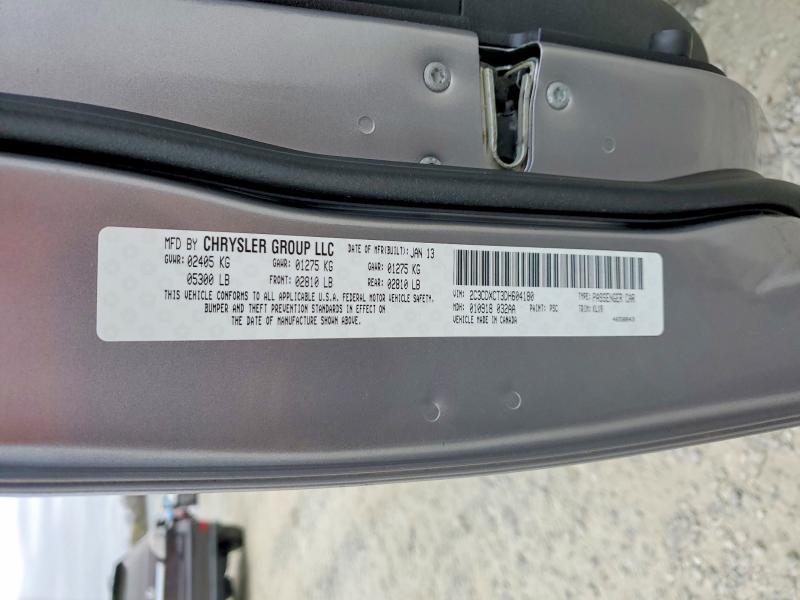 MFD BY CHRYSLER GROUP LLC DATE OF MFR(BUILT): JAN 13
GVWR: 02405 KG GAWR: 01275 KG GAWR: 01275 KG
05300 LB FRONT: 02810 LB REAR: 02810 LB
THIS VEHICLE CONFORMS TO ALL APPLICABLE U.S.A. FEDERAL MOTOR VEHICLE SAFETY,
BUMPER AND THEFT PREVENTION STANDARDS IN EFFECT ON
THE DATE OF MANUFACTURE SHOWN ABOVE.
VIN: 2C3CDXCT3DH604180 TYPE: PASSENGER CAR
MDH: 010918 032AA PAINT: PSC TRIM: XLX9
VEHICLE MADE IN CANADA